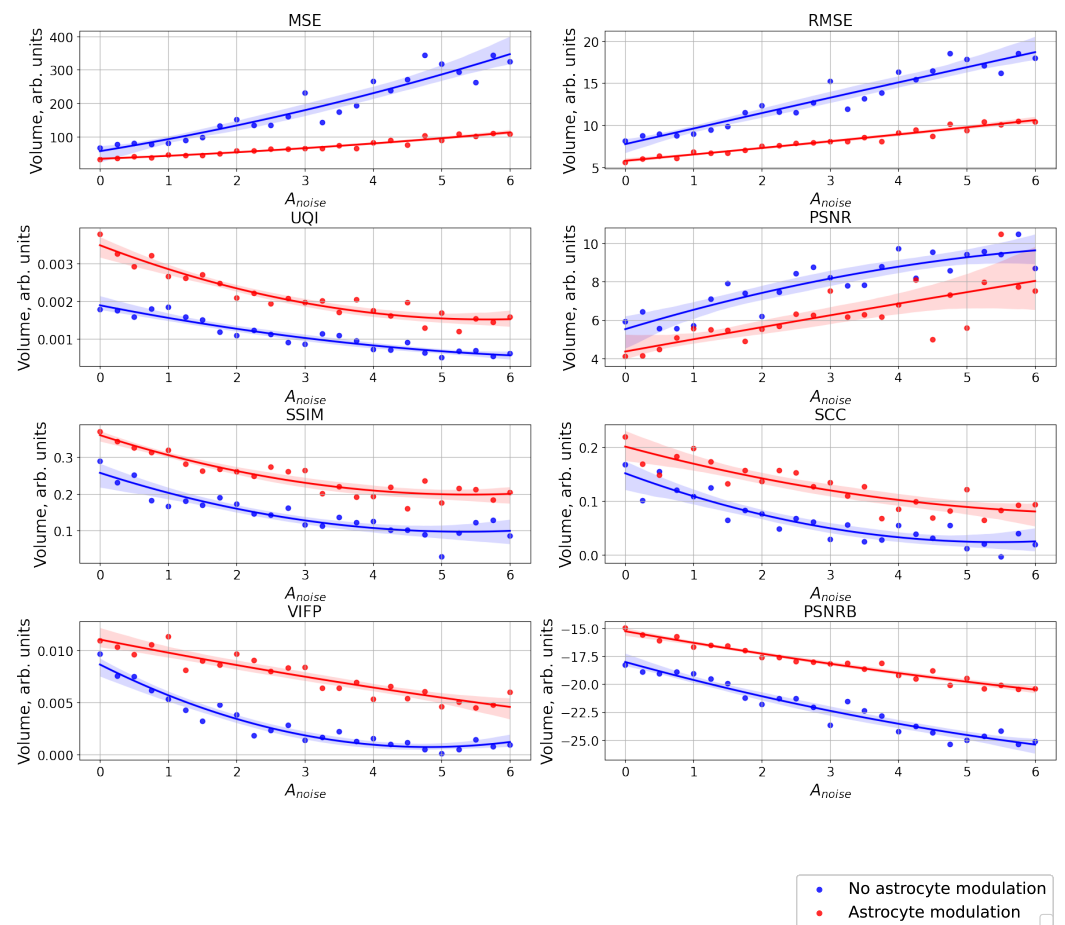 MSE
RMSE
Volume, arb. units
400
300
200
100
0 1 2 3 4 5 6
A_noise
Volume, arb. units
20
15
10
5
0 1 2 3 4 5 6
A_noise
UQI
PSNR
Volume, arb. units
0.003
0.002
0.001
0 1 2 3 4 5 6
A_noise
Volume, arb. units
10
8
6
4
0 1 2 3 4 5 6
A_noise
SSIM
SCC
Volume, arb. units
0.3
0.2
0.1
0 1 2 3 4 5 6
A_noise
Volume, arb. units
0.2
0.1
0.0
0 1 2 3 4 5 6
A_noise
VIFP
PSNRB
Volume, arb. units
0.010
0.005
0.000
0 1 2 3 4 5 6
A_noise
Volume, arb. units
−15.0
−17.5
−20.0
−22.5
−25.0
0 1 2 3 4 5 6
A_noise
No astrocyte modulation
Astrocyte modulation